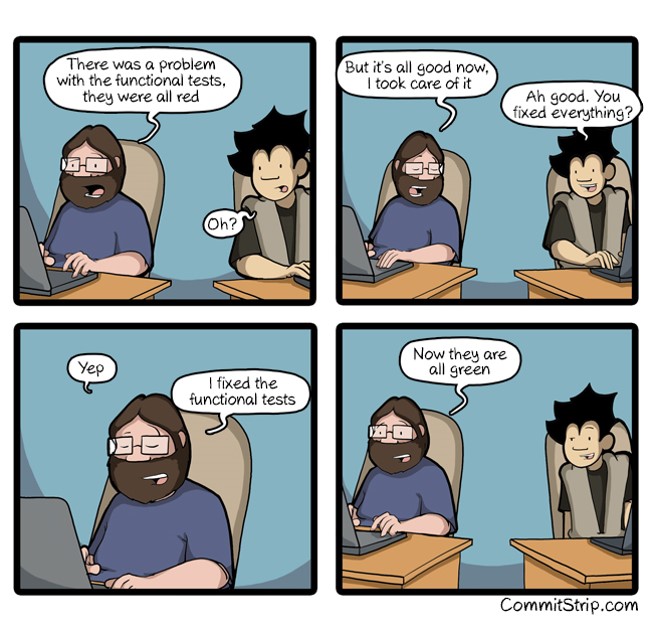 There was a problem
with the functional tests,
they were all red
Oh?
But it's all good now,
I took care of it
Ah good. You
fixed everything?
Yep
I fixed the
functional tests
Now they are
all green
CommitStrip.com